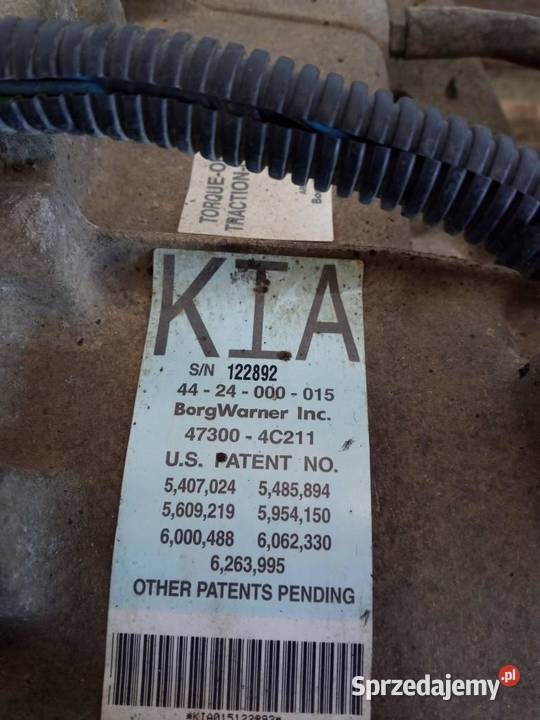 TORQUE-O
TRACTION-
KIA
S/N 122892
44 - 24 - 000 - 015
BorgWarner Inc.
47300 - 4C211
U.S. PATENT NO.
5,407,024 5,485,894
5,609,219 5,954,150
6,000,488 6,062,330
6,263,995
OTHER PATENTS PENDING
*KIA015122892*
Sprzedajemy.pl